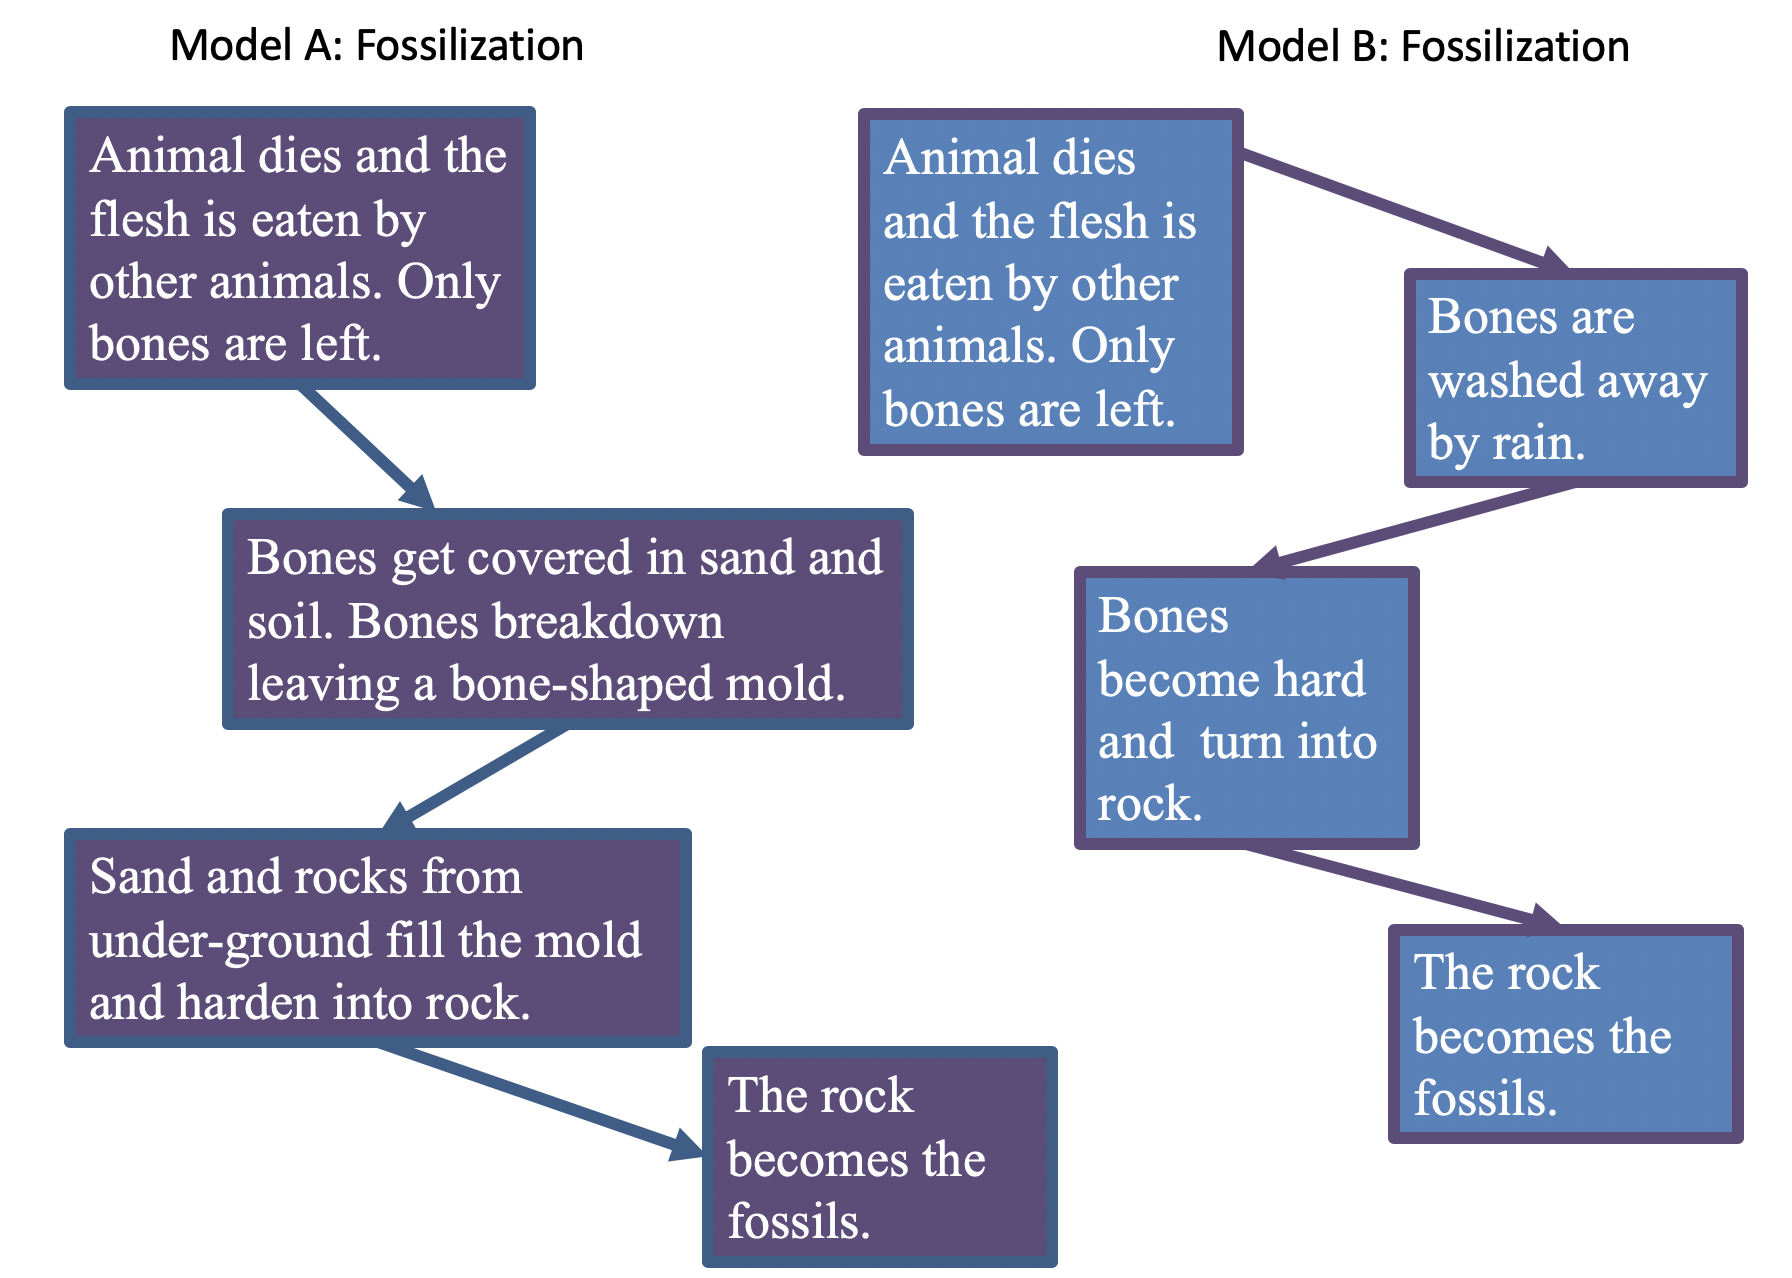 Model A: Fossilization
Animal dies and the
flesh is eaten by
other animals. Only
bones are left.
Bones get covered in sand and
soil. Bones breakdown
leaving a bone-shaped mold.
Sand and rocks from
under-ground fill the mold
and harden into rock.
The rock
becomes the
fossils.
Model B: Fossilization
Animal dies
and the flesh is
eaten by other
animals. Only
bones are left.
Bones are
washed away
by rain.
Bones
become hard
and  turn into
rock.
The rock
becomes the
fossils.